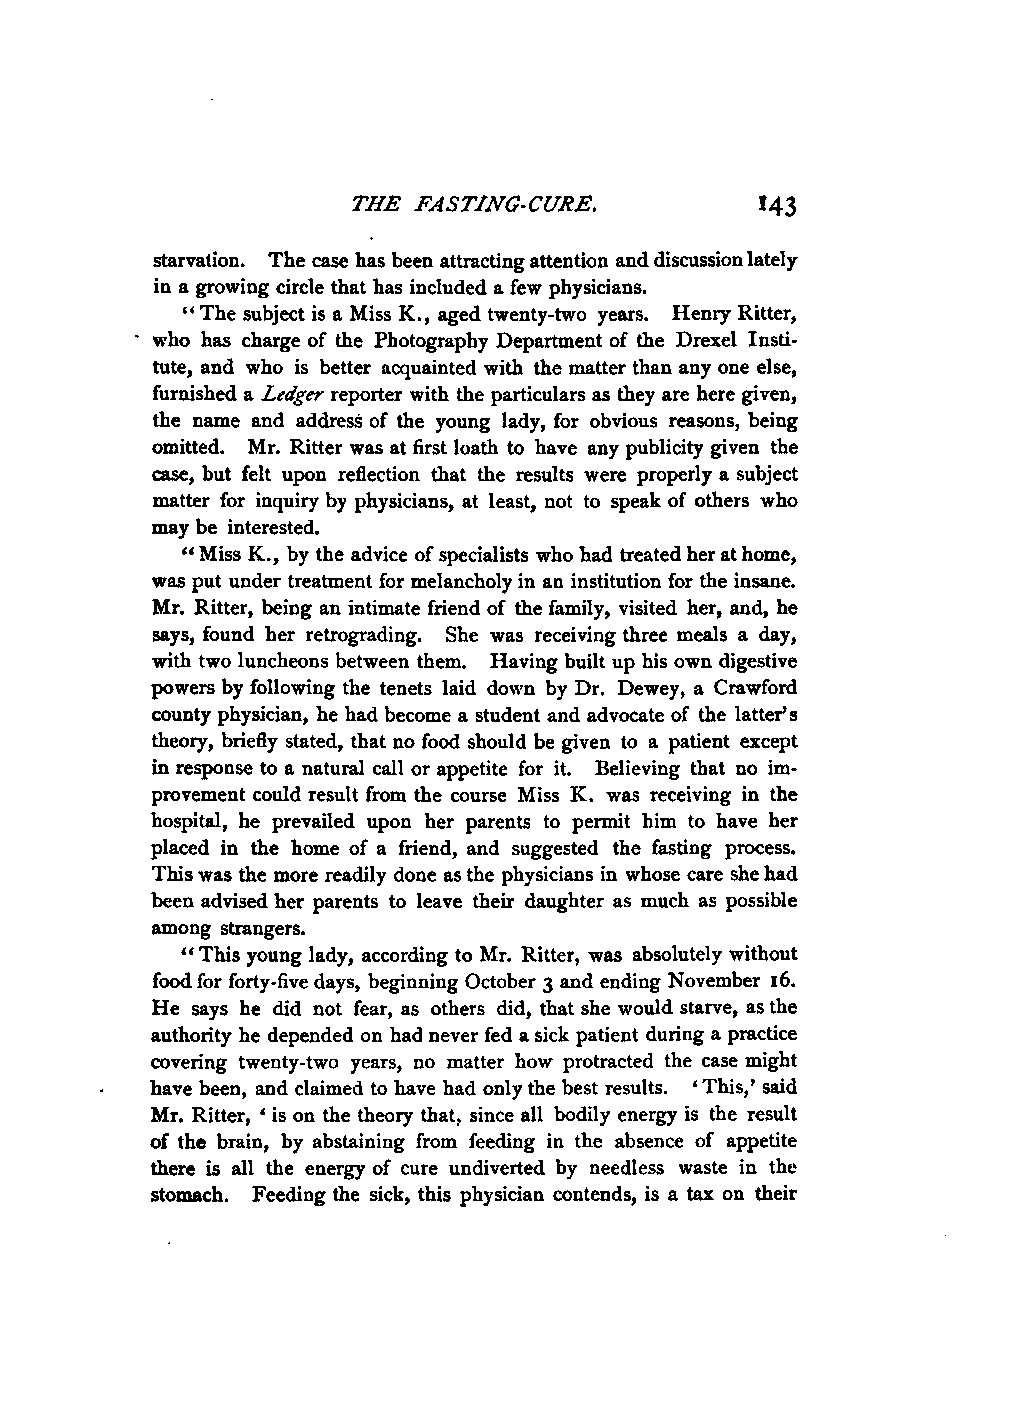 THE FASTING-CURE. 143
starvation. The case has been attracting attention and discussion lately
in a growing circle that has included a few physicians.
“The subject is a Miss K., aged twenty-two years. Henry Ritter,
who has charge of the Photography Department of the Drexel Insti-
tute, and who is better acquainted with the matter than any one else,
furnished a Ledger reporter with the particulars as they are here given,
the name and address of the young lady, for obvious reasons, being
omitted. Mr. Ritter was at first loath to have any publicity given the
case, but felt upon reflection that the results were properly a subject
matter for inquiry by physicians, at least, not to speak of others who
may be interested.
“Miss K., by the advice of specialists who had treated her at home,
was put under treatment for melancholy in an institution for the insane.
Mr. Ritter, being an intimate friend of the family, visited her, and, he
says, found her retrograding. She was receiving three meals a day,
with two luncheons between them. Having built up his own digestive
powers by following the tenets laid down by Dr. Dewey, a Crawford
county physician, he had become a student and advocate of the latter's
theory, briefly stated, that no food should be given to a patient except
in response to a natural call or appetite for it. Believing that no im-
provement could result from the course Miss K. was receiving in the
hospital, he prevailed upon her parents to permit him to have her
placed in the home of a friend, and suggested the fasting process.
This was the more readily done as the physicians in whose care she had
been advised her parents to leave their daughter as much as possible
among strangers.
“This young lady, according to Mr. Ritter, was absolutely without
food for forty-five days, beginning October 3 and ending November 16.
He says he did not fear, as others did, that she would starve, as the
authority he depended on had never fed a sick patient during a practice
covering twenty-two years, no matter how protracted the case might
have been, and claimed to have had only the best results. ‘This,’ said
Mr. Ritter, ‘is on the theory that, since all bodily energy is the result
of the brain, by abstaining from feeding in the absence of appetite
there is all the energy of cure undiverted by needless waste in the
stomach. Feeding the sick, this physician contends, is a tax on their